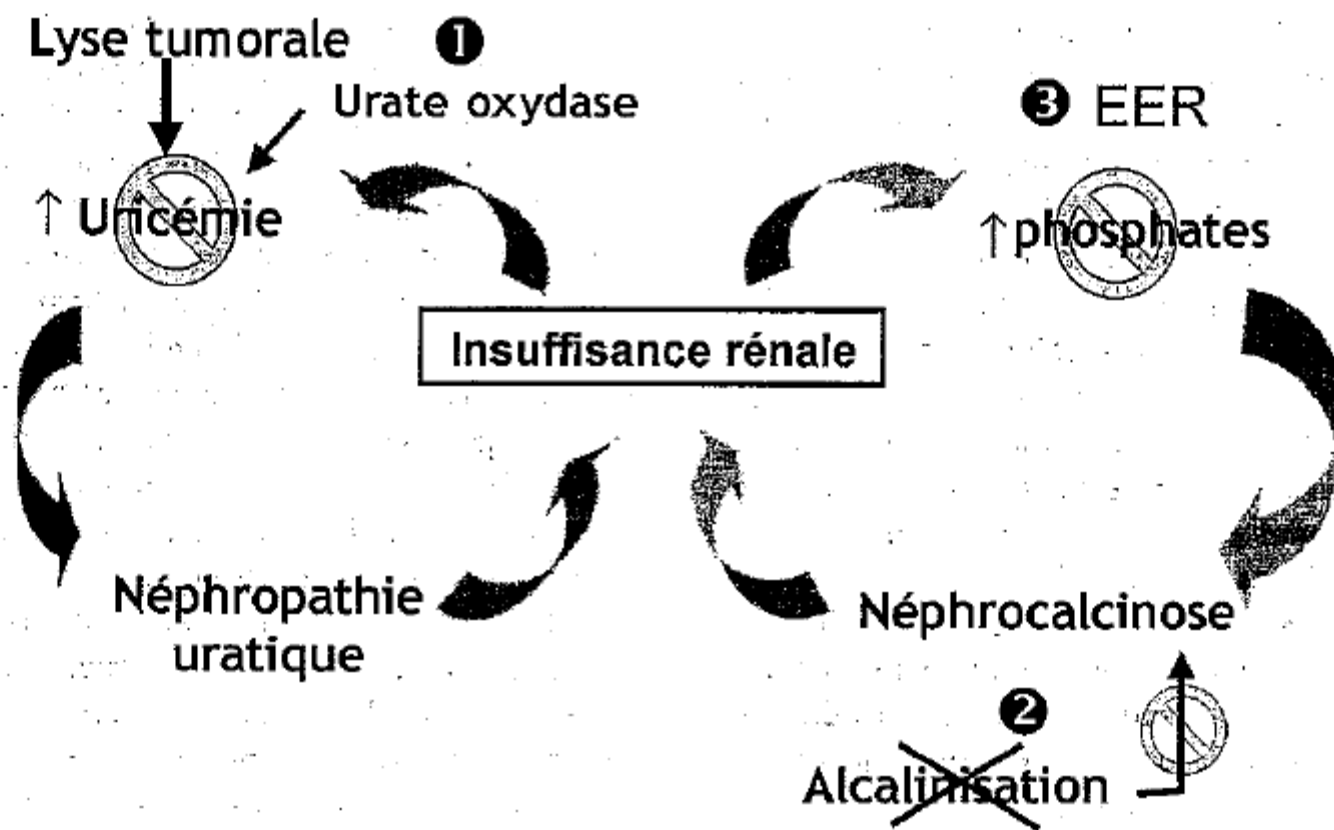 Lyse tumorale ❶
Urate oxydase
❸ EER
↑ Uricémie
↑ phosphates
Insuffisance rénale
Néphropathie
uratique
Néphrocalcinose
❷
Alcalinisation